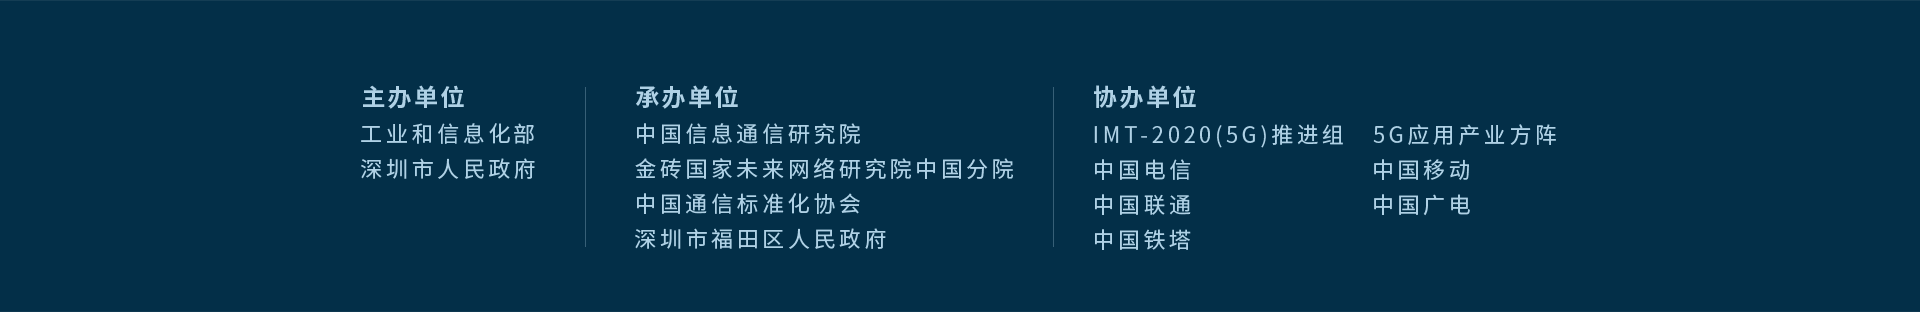 主办单位
工业和信息化部
深圳市人民政府
承办单位
中国信息通信研究院
金砖国家未来网络研究院中国分院
中国通信标准化协会
深圳市福田区人民政府
协办单位
IMT-2020(5G)推进组 5G应用产业方阵
中国电信 中国移动
中国联通 中国广电
中国铁塔